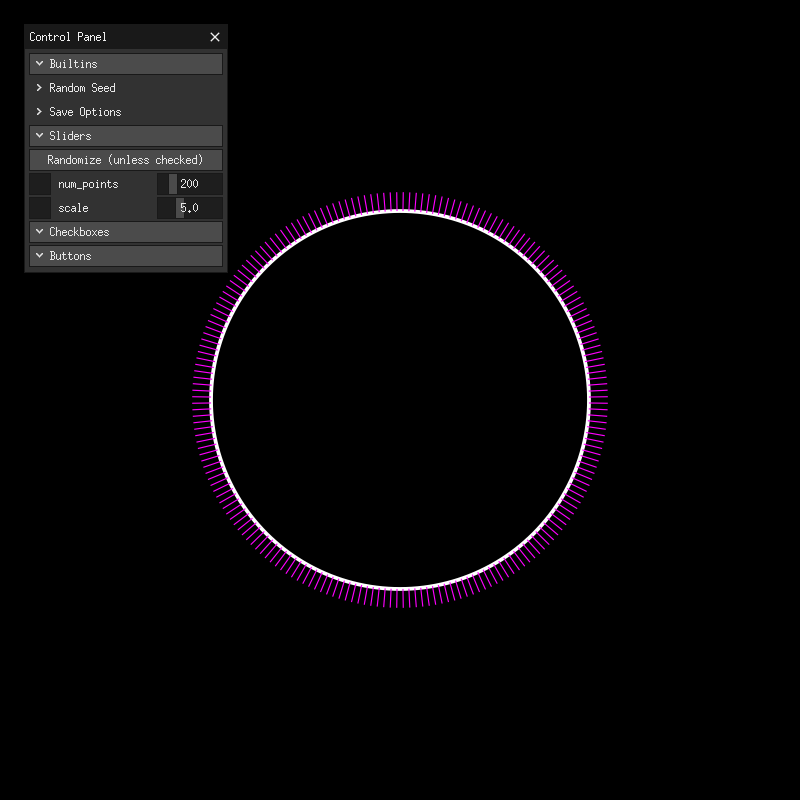 Control Panel
Builtins
Random Seed
Save Options
Sliders
Randomize (unless checked)
num_points 200
scale 5.0
Checkboxes
Buttons